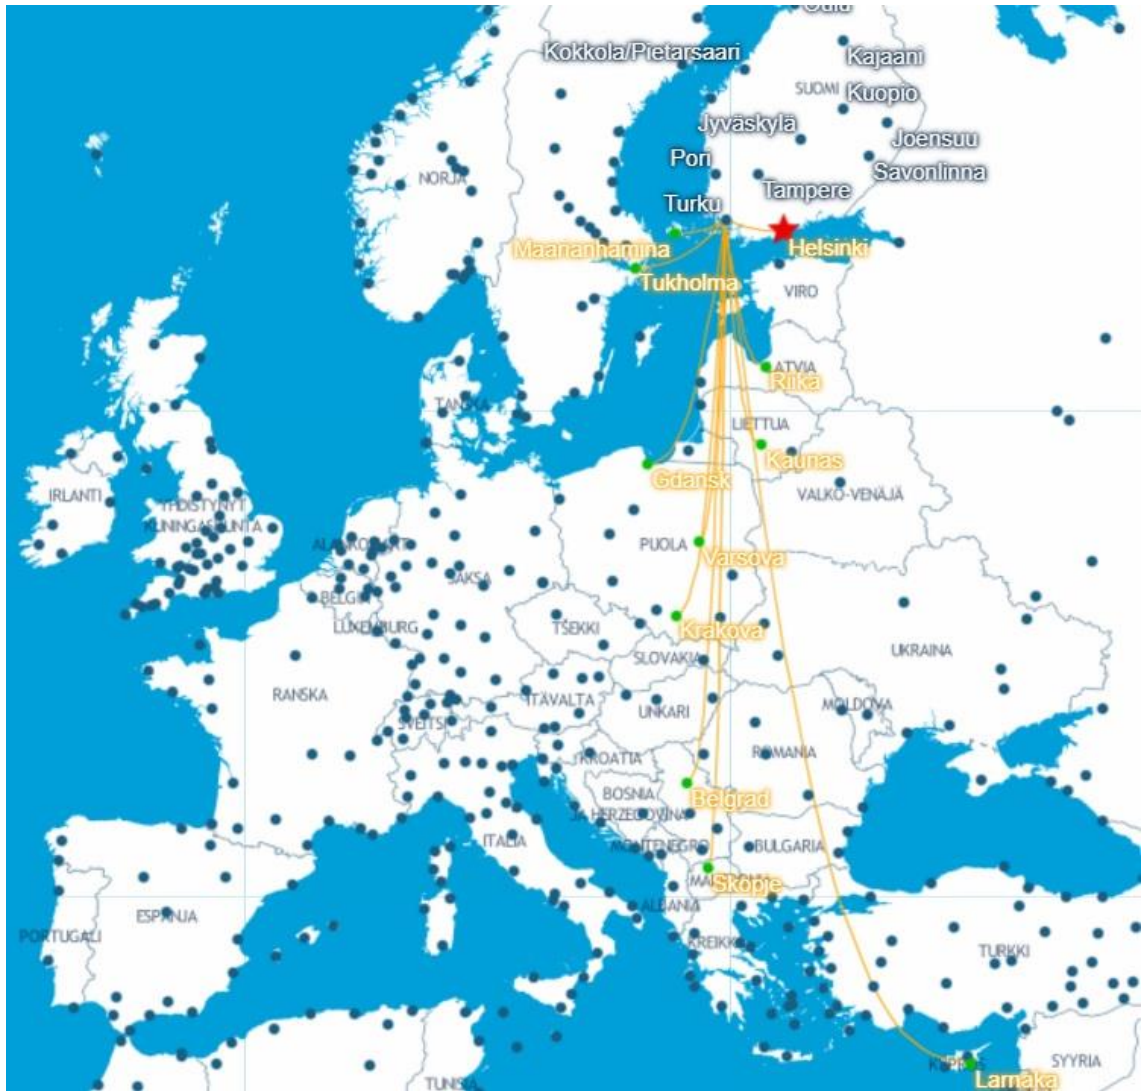 Oulu
Kokkola/Pietarsaari
Kajaani
SUOMI
Kuopio
Jyväskylä
Joensuu
Pori
Savonlinna
NORJA
Tampere
Turku
Maarianhamina
Helsinki
Tukholma
VIRO
LATVIA
Riika
TANSKA
LIETTUA
Kaunas
Gdansk
IRLANTI
YHDISTYNYT
KUNINGASKUNTA
VALKO-VENÄJÄ
ALANKOMAAT
PUOLA
Varsova
SAKSA
BELGIA
LUXEMBURG
TŠEKKI
Krakova
SLOVAKIA
UKRAINA
RANSKA
ITÄVALTA
UNKARI
MOLDOVA
SVEITSI
KROATIA
ROMANIA
BOSNIA
JA HERZEGOVINA
Belgrad
ITALIA
MONTENEGRO
BULGARIA
MAKEDONIA
Skopje
ESPANJA
ALBANIA
PORTUGALI
KREIKKA
TURKKI
KYPROS
SYYRIA
Larnaka
TUNISIA